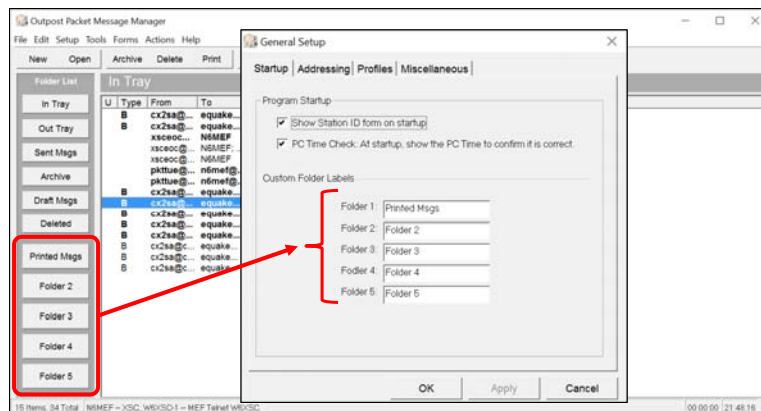 Outpost Packet Message Manager
File Edit Setup Tools Forms Actions Help
New Open Archive Delete Print
Folder List
In Tray
Out Tray
Sent Msgs
Archive
Draft Msgs
Deleted
Printed Msgs
Folder 2
Folder 3
Folder 4
Folder 5
In Tray
U Type From To
B cx2sa@... equake...
B cx2sa@... equake...
xsceoc... N6MEF
xsceoc@... N6MEF; ...
xsceoc@... N6MEF
pkttue@... n6mef@...
pkttue@... n6mef@...
B cx2sa@... equake...
B cx2sa@... equake...
B cx2sa@... equake...
B cx2sa@... equake...
B cx2sa@... equake...
B cx2sa@c... equake...
B cx2sa@c... equake...
B cx2sa@c... equake...
General Setup
Startup Addressing Profiles Miscellaneous
Program Startup
Show Station ID form on startup
PC Time Check: At startup, show the PC Time to confirm it is correct.
Custom Folder Labels
Folder 1: Printed Msgs
Folder 2: Folder 2
Folder 3: Folder 3
Fodler 4: Folder 4
Folder 5: Folder 5
OK Apply Cancel
15 Items, 34 Total N6MEF -- XSC, W6XSC-1 -- MEF Telnet W6XSC 00:00:00 21:48:16